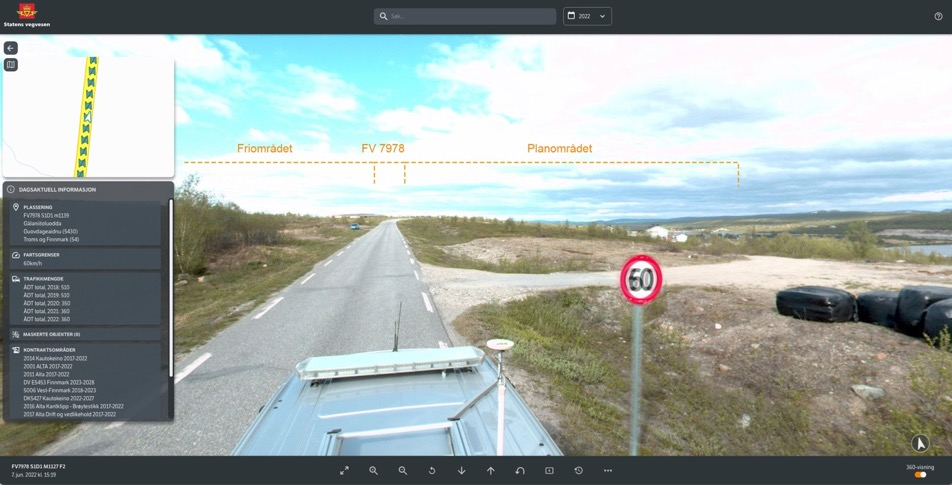 Statens vegvesen
Søk...
2022
Friområdet
FV 7978
Planområdet
DAGSAKTUELL INFORMASJON
PLASSERING
FV7978 S1D1 m1139
Gálanitoluodda
Guovdageaidnu (5430)
Troms og Finnmark (54)
FARTSGRENSER
60km/h
TRAFIKKMENGDE
ÅDT total, 2018: 510
ÅDT total, 2019: 510
ÅDT total, 2020: 350
ÅDT total, 2021: 360
ÅDT total, 2022: 360
MASKERTE OBJEKTER (0)
KONTRAKTSOMRÅDER
2014 Kautokeino 2017-2022
2001 ALTA 2017-2022
2011 Alta 2017-2022
DV E5453 Finnmark 2023-2028
5006 Vest-Finnmark 2018-2023
DK5427 Kautokeino 2022-2027
2016 Alta Kantklipp - Brøytestikk 2017-2022
2017 Alta Drift og vedlikehold 2017-2022
60
FV7978 S1D1 M1127 F2
7. jun. 2022 kl. 15:19
360-visning